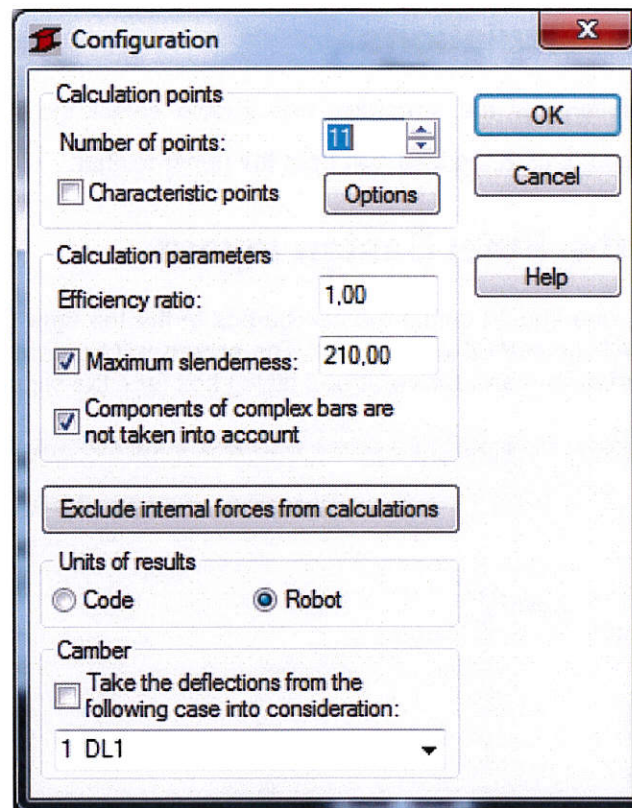 Configuration
X
Calculation points
Number of points:
11
Characteristic points
Options
OK
Cancel
Calculation parameters
Efficiency ratio:
1,00
Help
Maximum slenderness:
210,00
Components of complex bars are
not taken into account
Exclude internal forces from calculations
Units of results
Code
Robot
Camber
Take the deflections from the
following case into consideration:
1 DL1